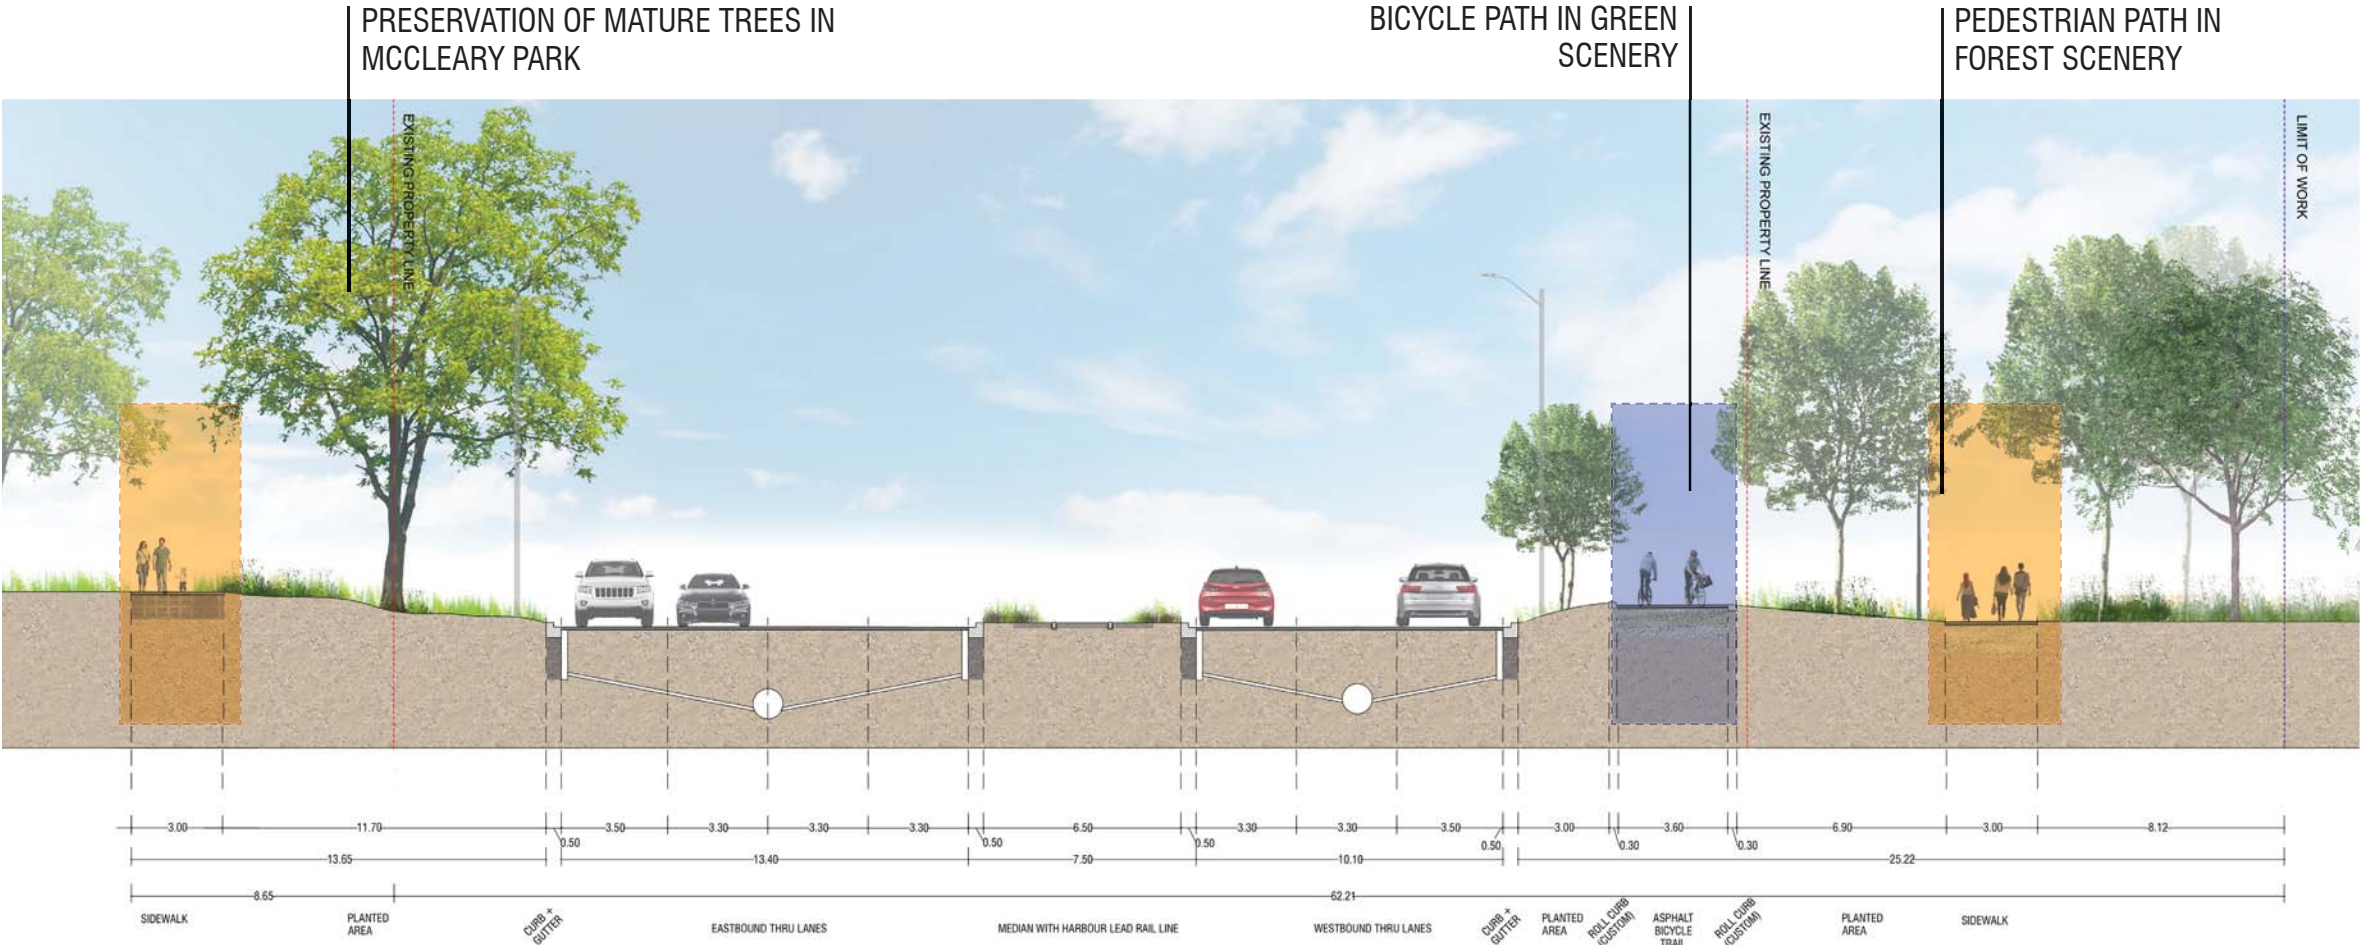 PRESERVATION OF MATURE TREES IN
MCCLEARY PARK
BICYCLE PATH IN GREEN
SCENERY
PEDESTRIAN PATH IN
FOREST SCENERY
EXISTING PROPERTY LINE
EXISTING PROPERTY LINE
LIMIT OF WORK
3.00 11.70 0.50 3.50 3.30 3.30 3.30 0.50 6.50 0.50 3.30 3.30 3.50 0.50 3.00 0.30 3.60 0.30 6.90 3.00 8.12
13.65 13.40 7.50 10.10 25.22
8.65 62.21
SIDEWALK
PLANTED
AREA
CURB +
GUTTER
EASTBOUND THRU LANES
MEDIAN WITH HARBOUR LEAD RAIL LINE
WESTBOUND THRU LANES
CURB +
GUTTER
PLANTED
AREA
ROLL CURB
(CUSTOM)
ASPHALT
BICYCLE
TRAIL
ROLL CURB
(CUSTOM)
PLANTED
AREA
SIDEWALK